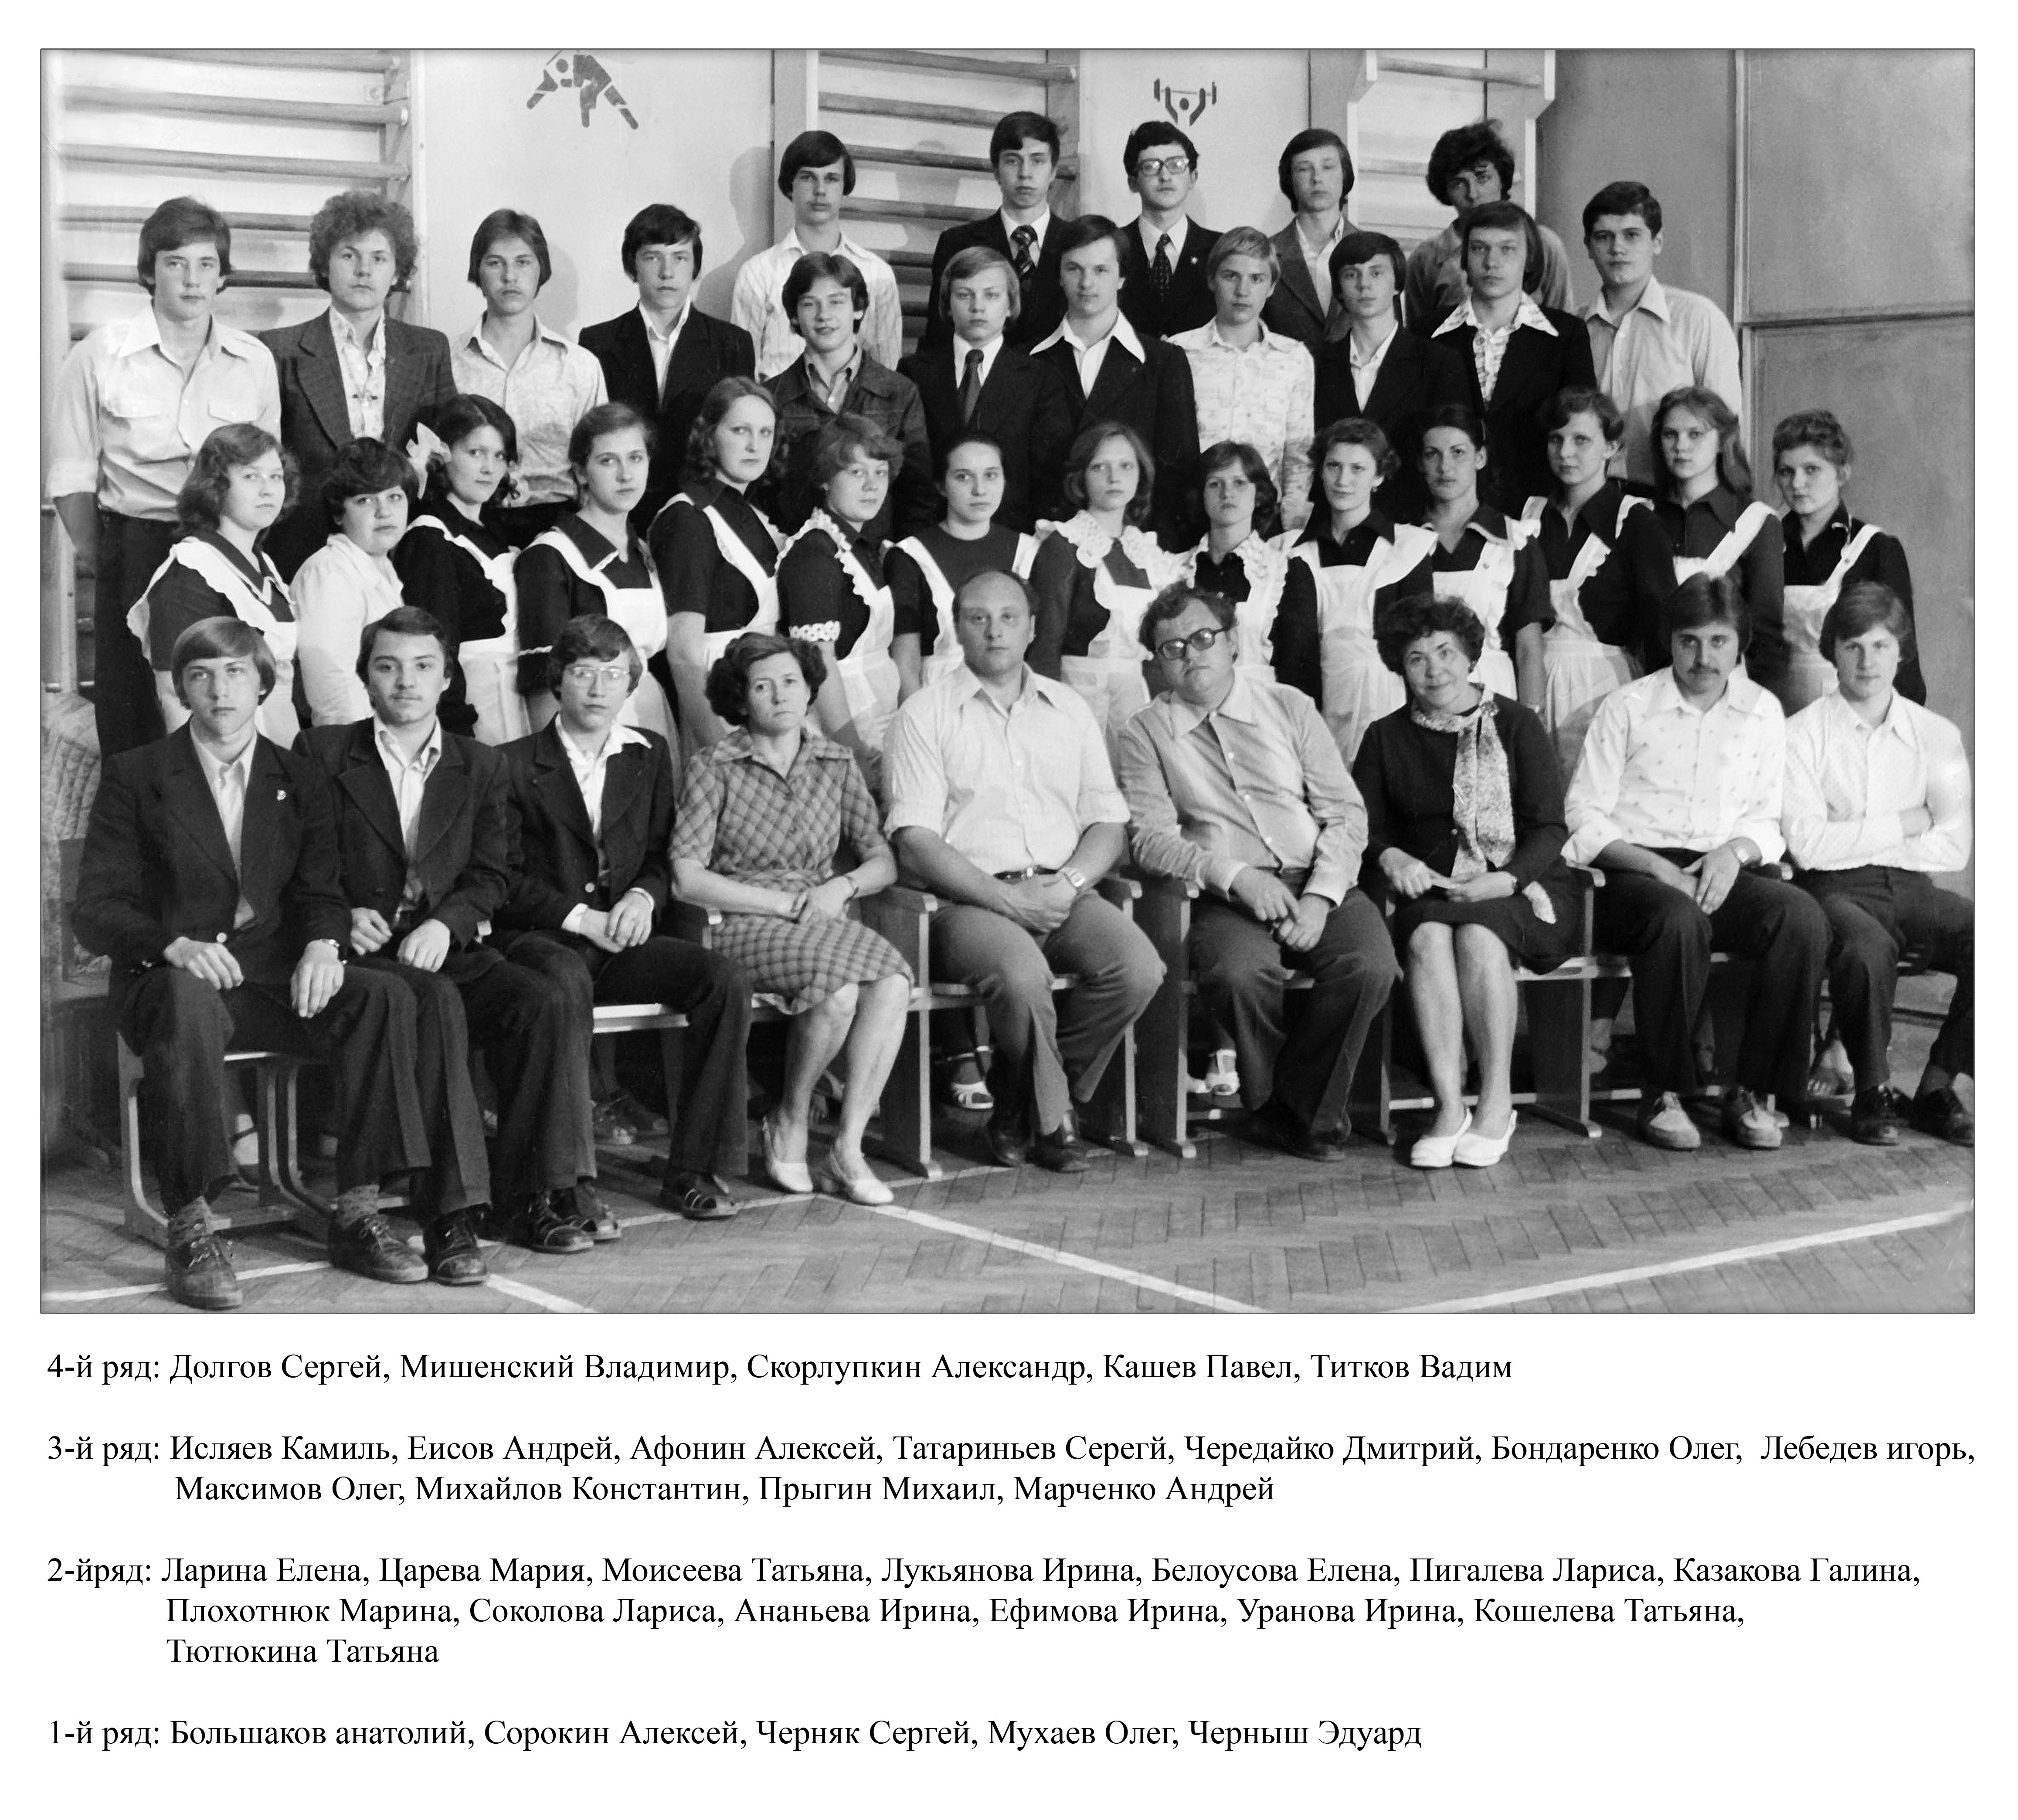 4-й ряд: Долгов Сергей, Мишенский Владимир, Скорлупкин Александр, Кашев Павел, Титков Вадим
3-й ряд: Исляев Камиль, Еисов Андрей, Афонин Алексей, Татариньев Серегй, Чередайко Дмитрий, Бондаренко Олег, Лебедев игорь,
Максимов Олег, Михайлов Константин, Прыгин Михаил, Марченко Андрей
2-йряд: Ларина Елена, Царева Мария, Моисеева Татьяна, Лукьянова Ирина, Белоусова Елена, Пигалева Лариса, Казакова Галина,
Плохотнюк Марина, Соколова Лариса, Ананьева Ирина, Ефимова Ирина, Уранова Ирина, Кошелева Татьяна,
Тютюкина Татьяна
1-й ряд: Большаков анатолий, Сорокин Алексей, Черняк Сергей, Мухаев Олег, Черныш Эдуард